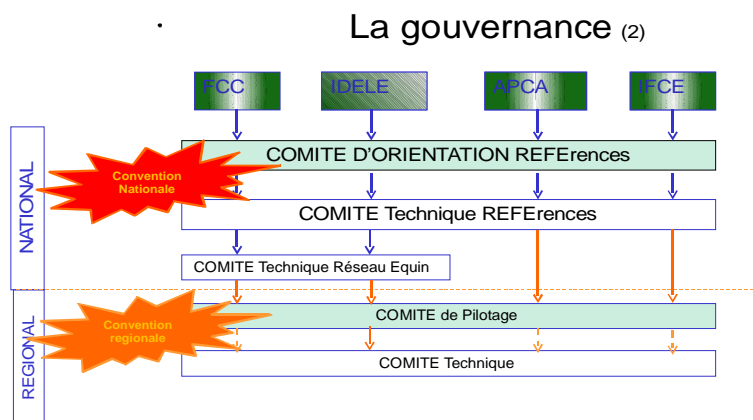 La gouvernance (2)
FCC IDELE APCA IFCE
COMITE D'ORIENTATION REFErences
Convention
Nationale
NATIONAL
COMITE Technique REFErences
COMITE Technique Réseau Equin
COMITE de Pilotage
Convention
regionale
REGIONAL
COMITE Technique